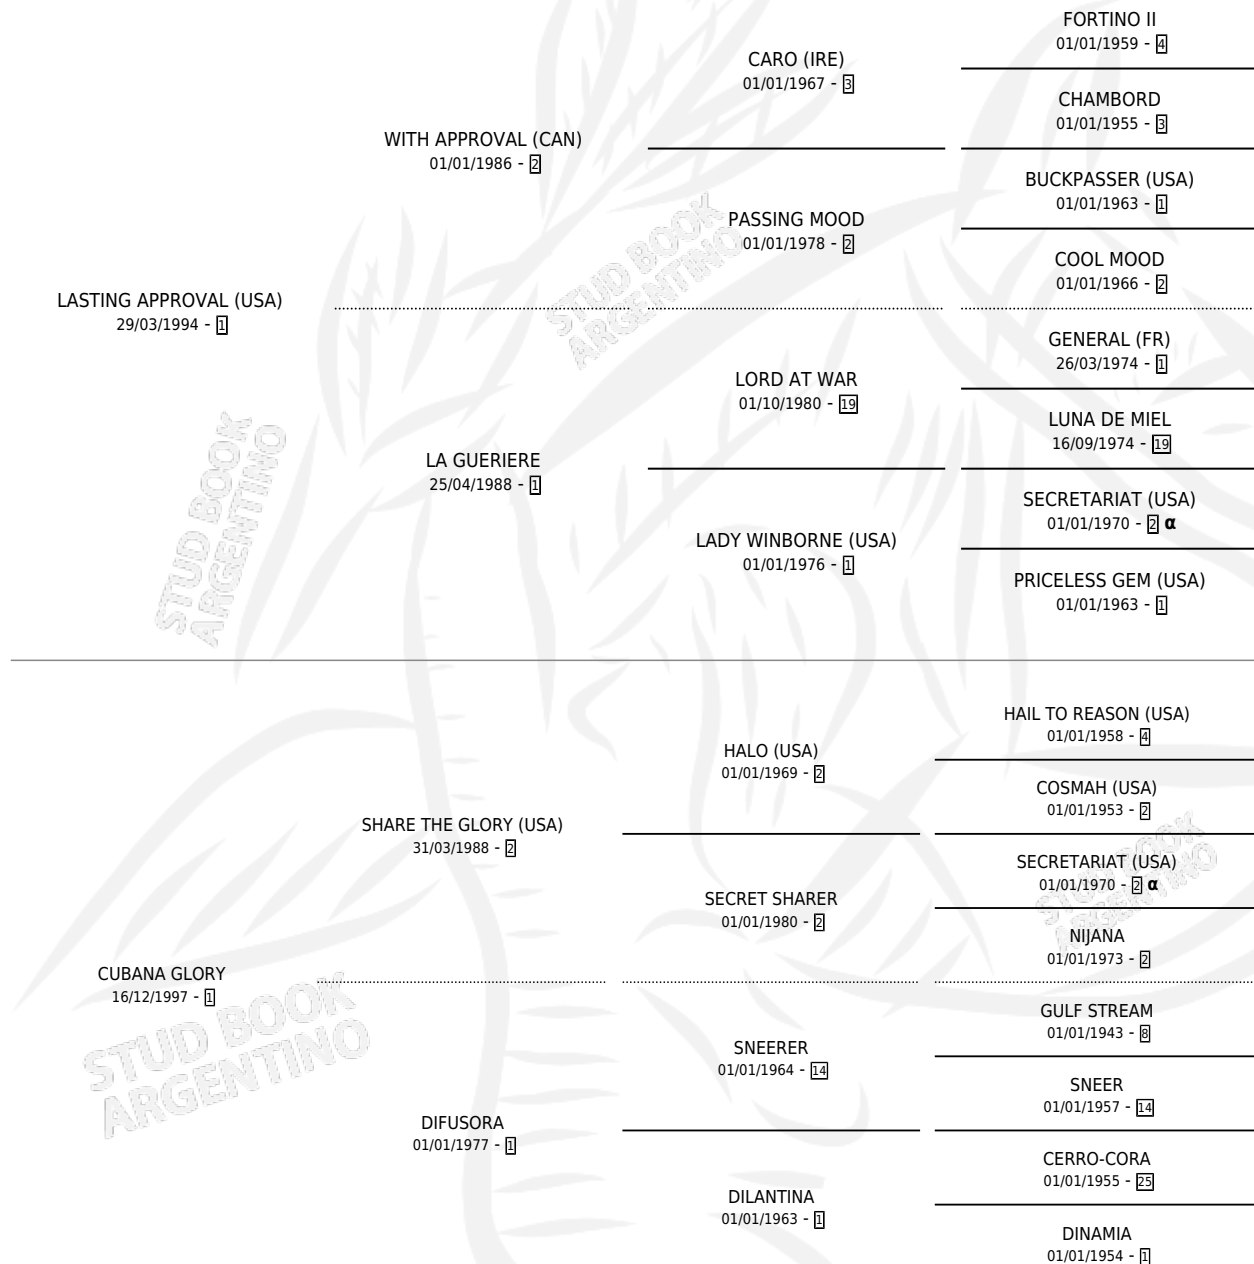 FORTINO II
01/01/1959 - 4
CARO (IRE)
01/01/1967 - 3
CHAMBORD
01/01/1955 - 3
WITH APPROVAL (CAN)
01/01/1986 - 2
BUCKPASSER (USA)
01/01/1963 - 1
PASSING MOOD
01/01/1978 - 2
COOL MOOD
01/01/1966 - 2
LASTING APPROVAL (USA)
29/03/1994 - 1
GENERAL (FR)
26/03/1974 - 1
LORD AT WAR
01/10/1980 - 19
LUNA DE MIEL
16/09/1974 - 19
LA GUERIERE
25/04/1988 - 1
SECRETARIAT (USA)
01/01/1970 - 2 α
LADY WINBORNE (USA)
01/01/1976 - 1
PRICELESS GEM (USA)
01/01/1963 - 1
HAIL TO REASON (USA)
01/01/1958 - 4
HALO (USA)
01/01/1969 - 2
COSMAH (USA)
01/01/1953 - 2
SHARE THE GLORY (USA)
31/03/1988 - 2
SECRETARIAT (USA)
01/01/1970 - 2 α
SECRET SHARER
01/01/1980 - 2
NIJANA
01/01/1973 - 2
CUBANA GLORY
16/12/1997 - 1
GULF STREAM
01/01/1943 - 8
SNEERER
01/01/1964 - 14
SNEER
01/01/1957 - 14
DIFUSORA
01/01/1977 - 1
CERRO-CORA
01/01/1955 - 25
DILANTINA
01/01/1963 - 1
DINAMIA
01/01/1954 - 1
STUD BOOK
ARGENTINO
STUD BOOK
ARGENTINO
STUD BOOK
ARGENTINO
STUD BOOK
ARGENTINO